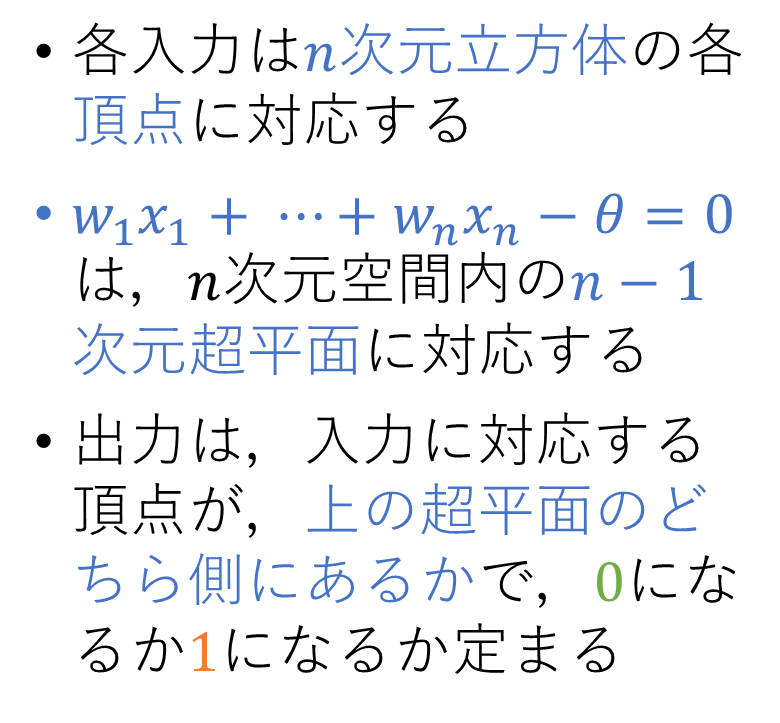 • 各入力はn次元立方体の各
頂点に対応する
• w₁x₁ + ⋯ + wₙxₙ − θ = 0
は，n次元空間内のn − 1
次元超平面に対応する
• 出力は，入力に対応する
頂点が，上の超平面のど
ちら側にあるかで，0にな
るか1になるか定まる